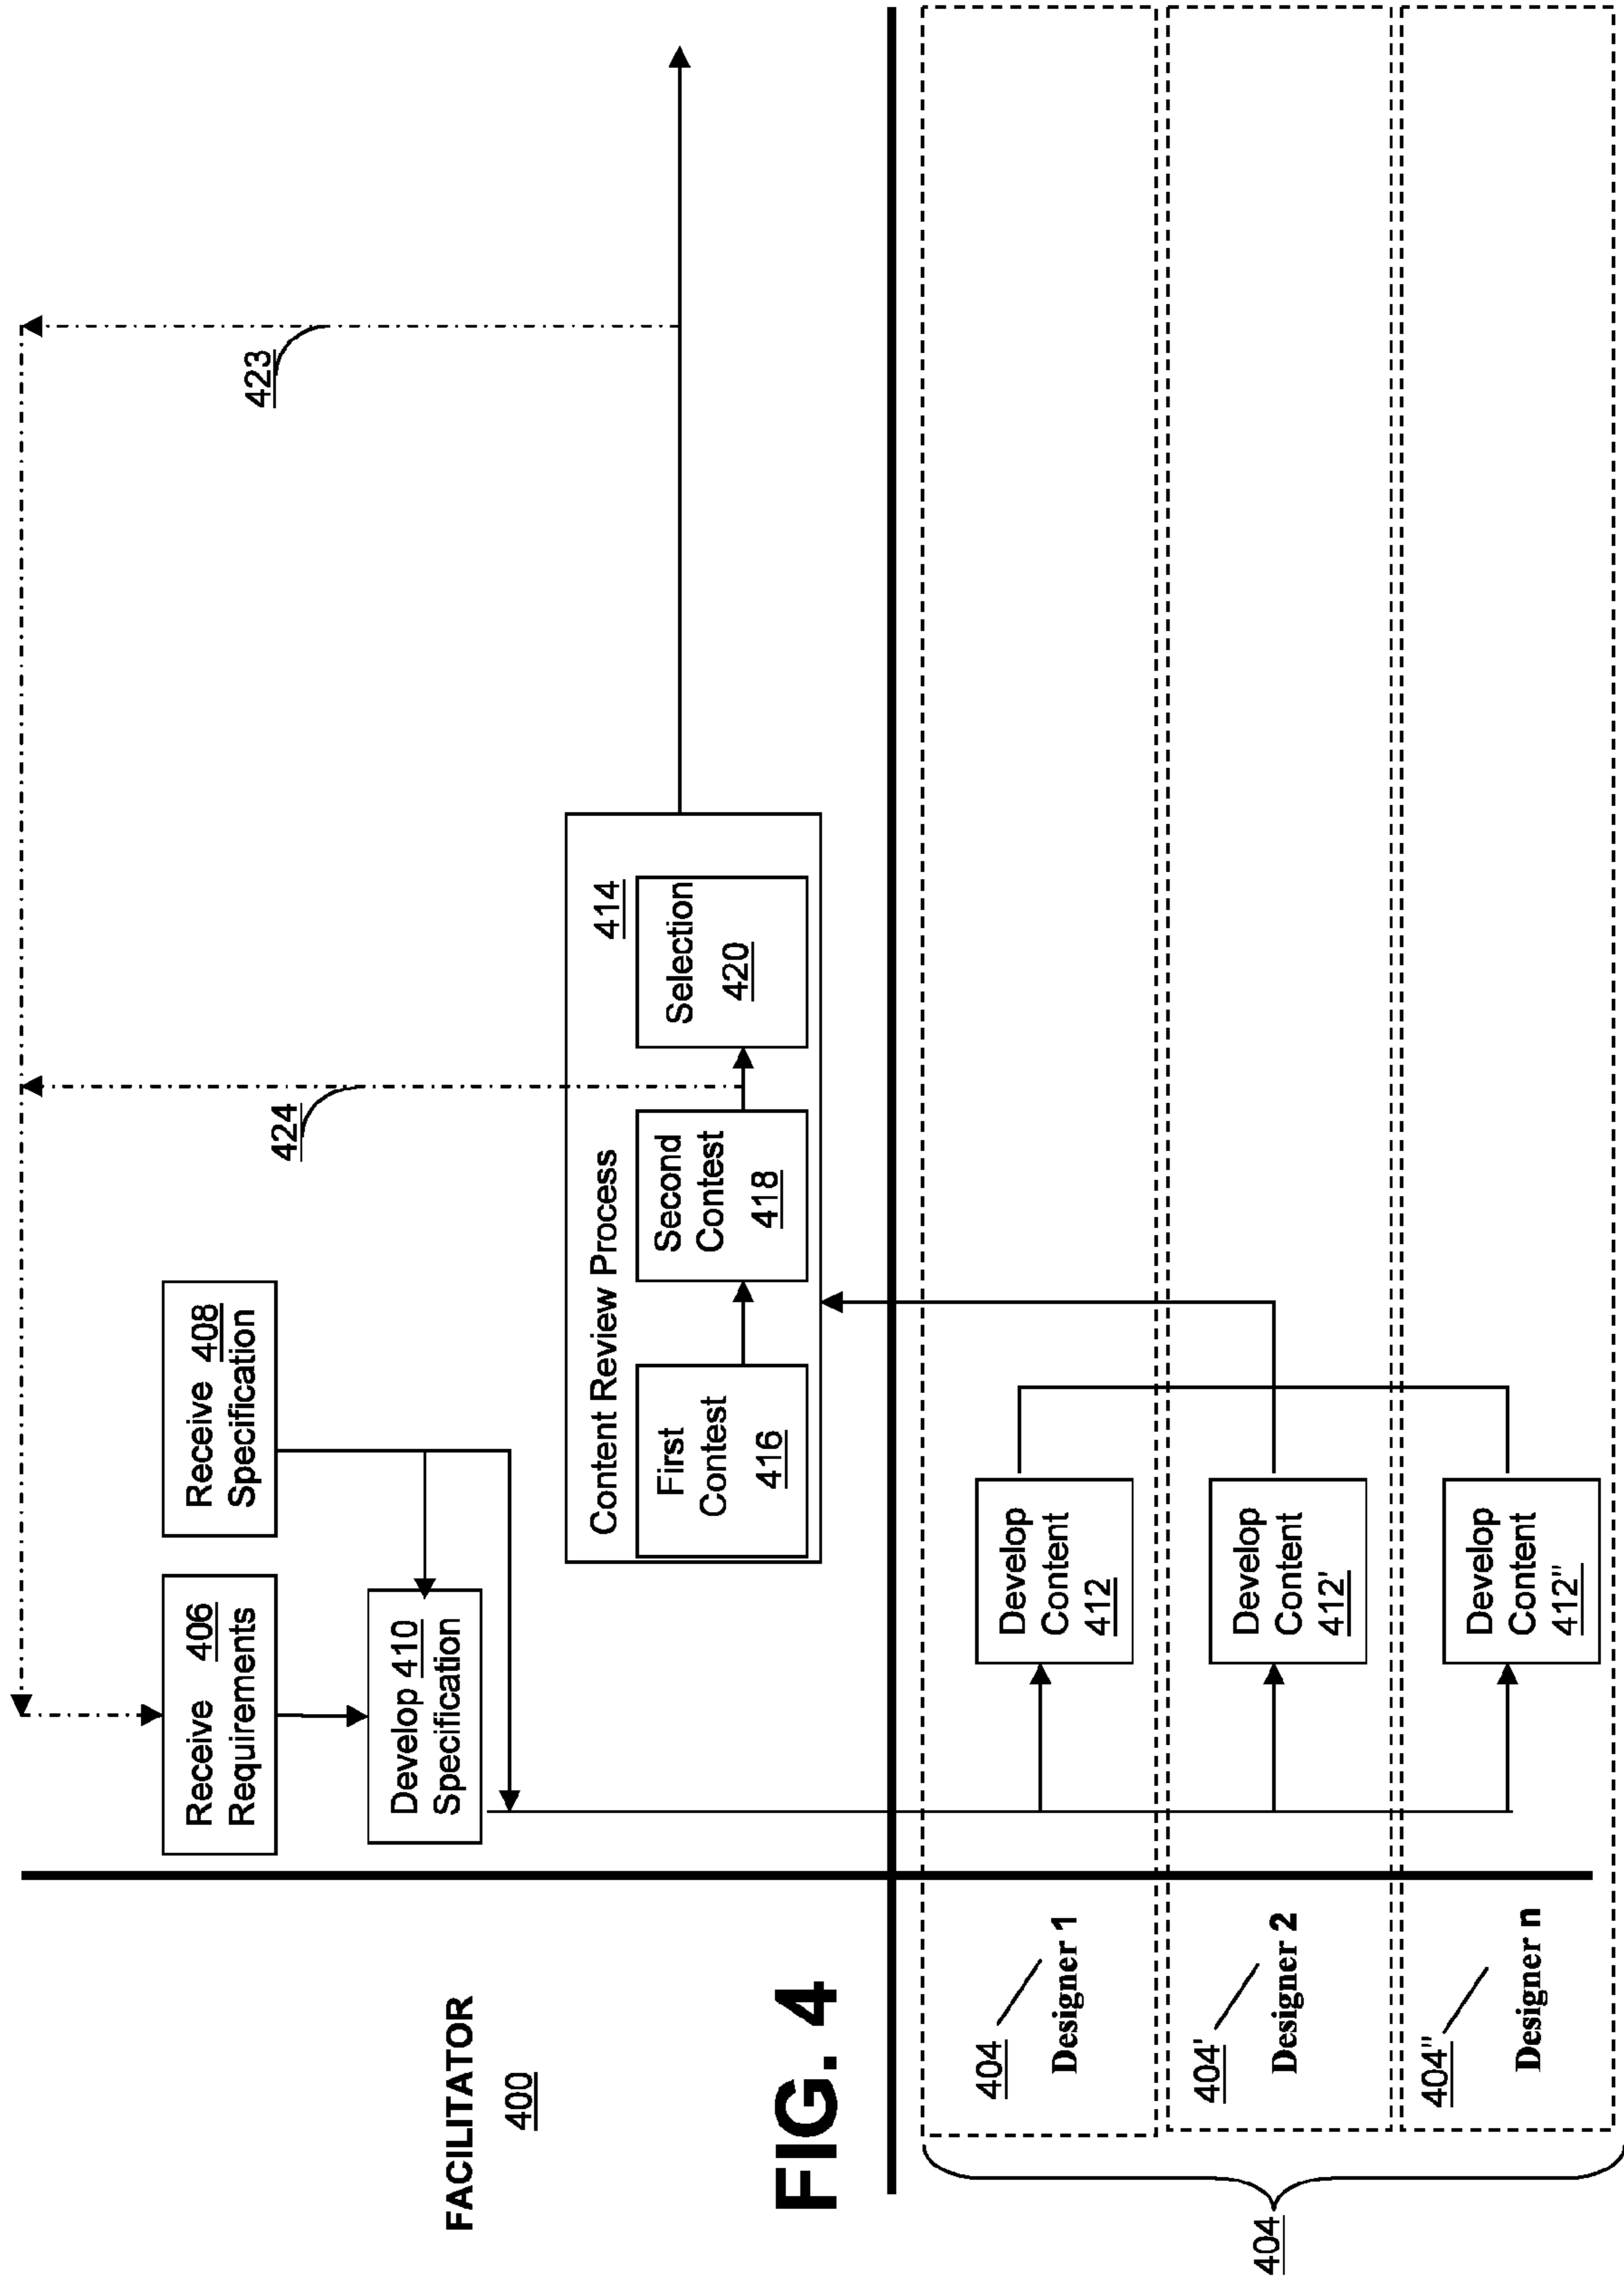 FACILITATOR
400
Receive 406
Requirements
Receive 408
Specification
Develop 410
Specification
423
424
Content Review Process
414
First
Contest
416
Second
Contest
418
Selection
420
FIG. 4
404
404
Designer 1
Develop
Content
412
404'
Designer 2
Develop
Content
412'
404"
Designer n
Develop
Content
412"